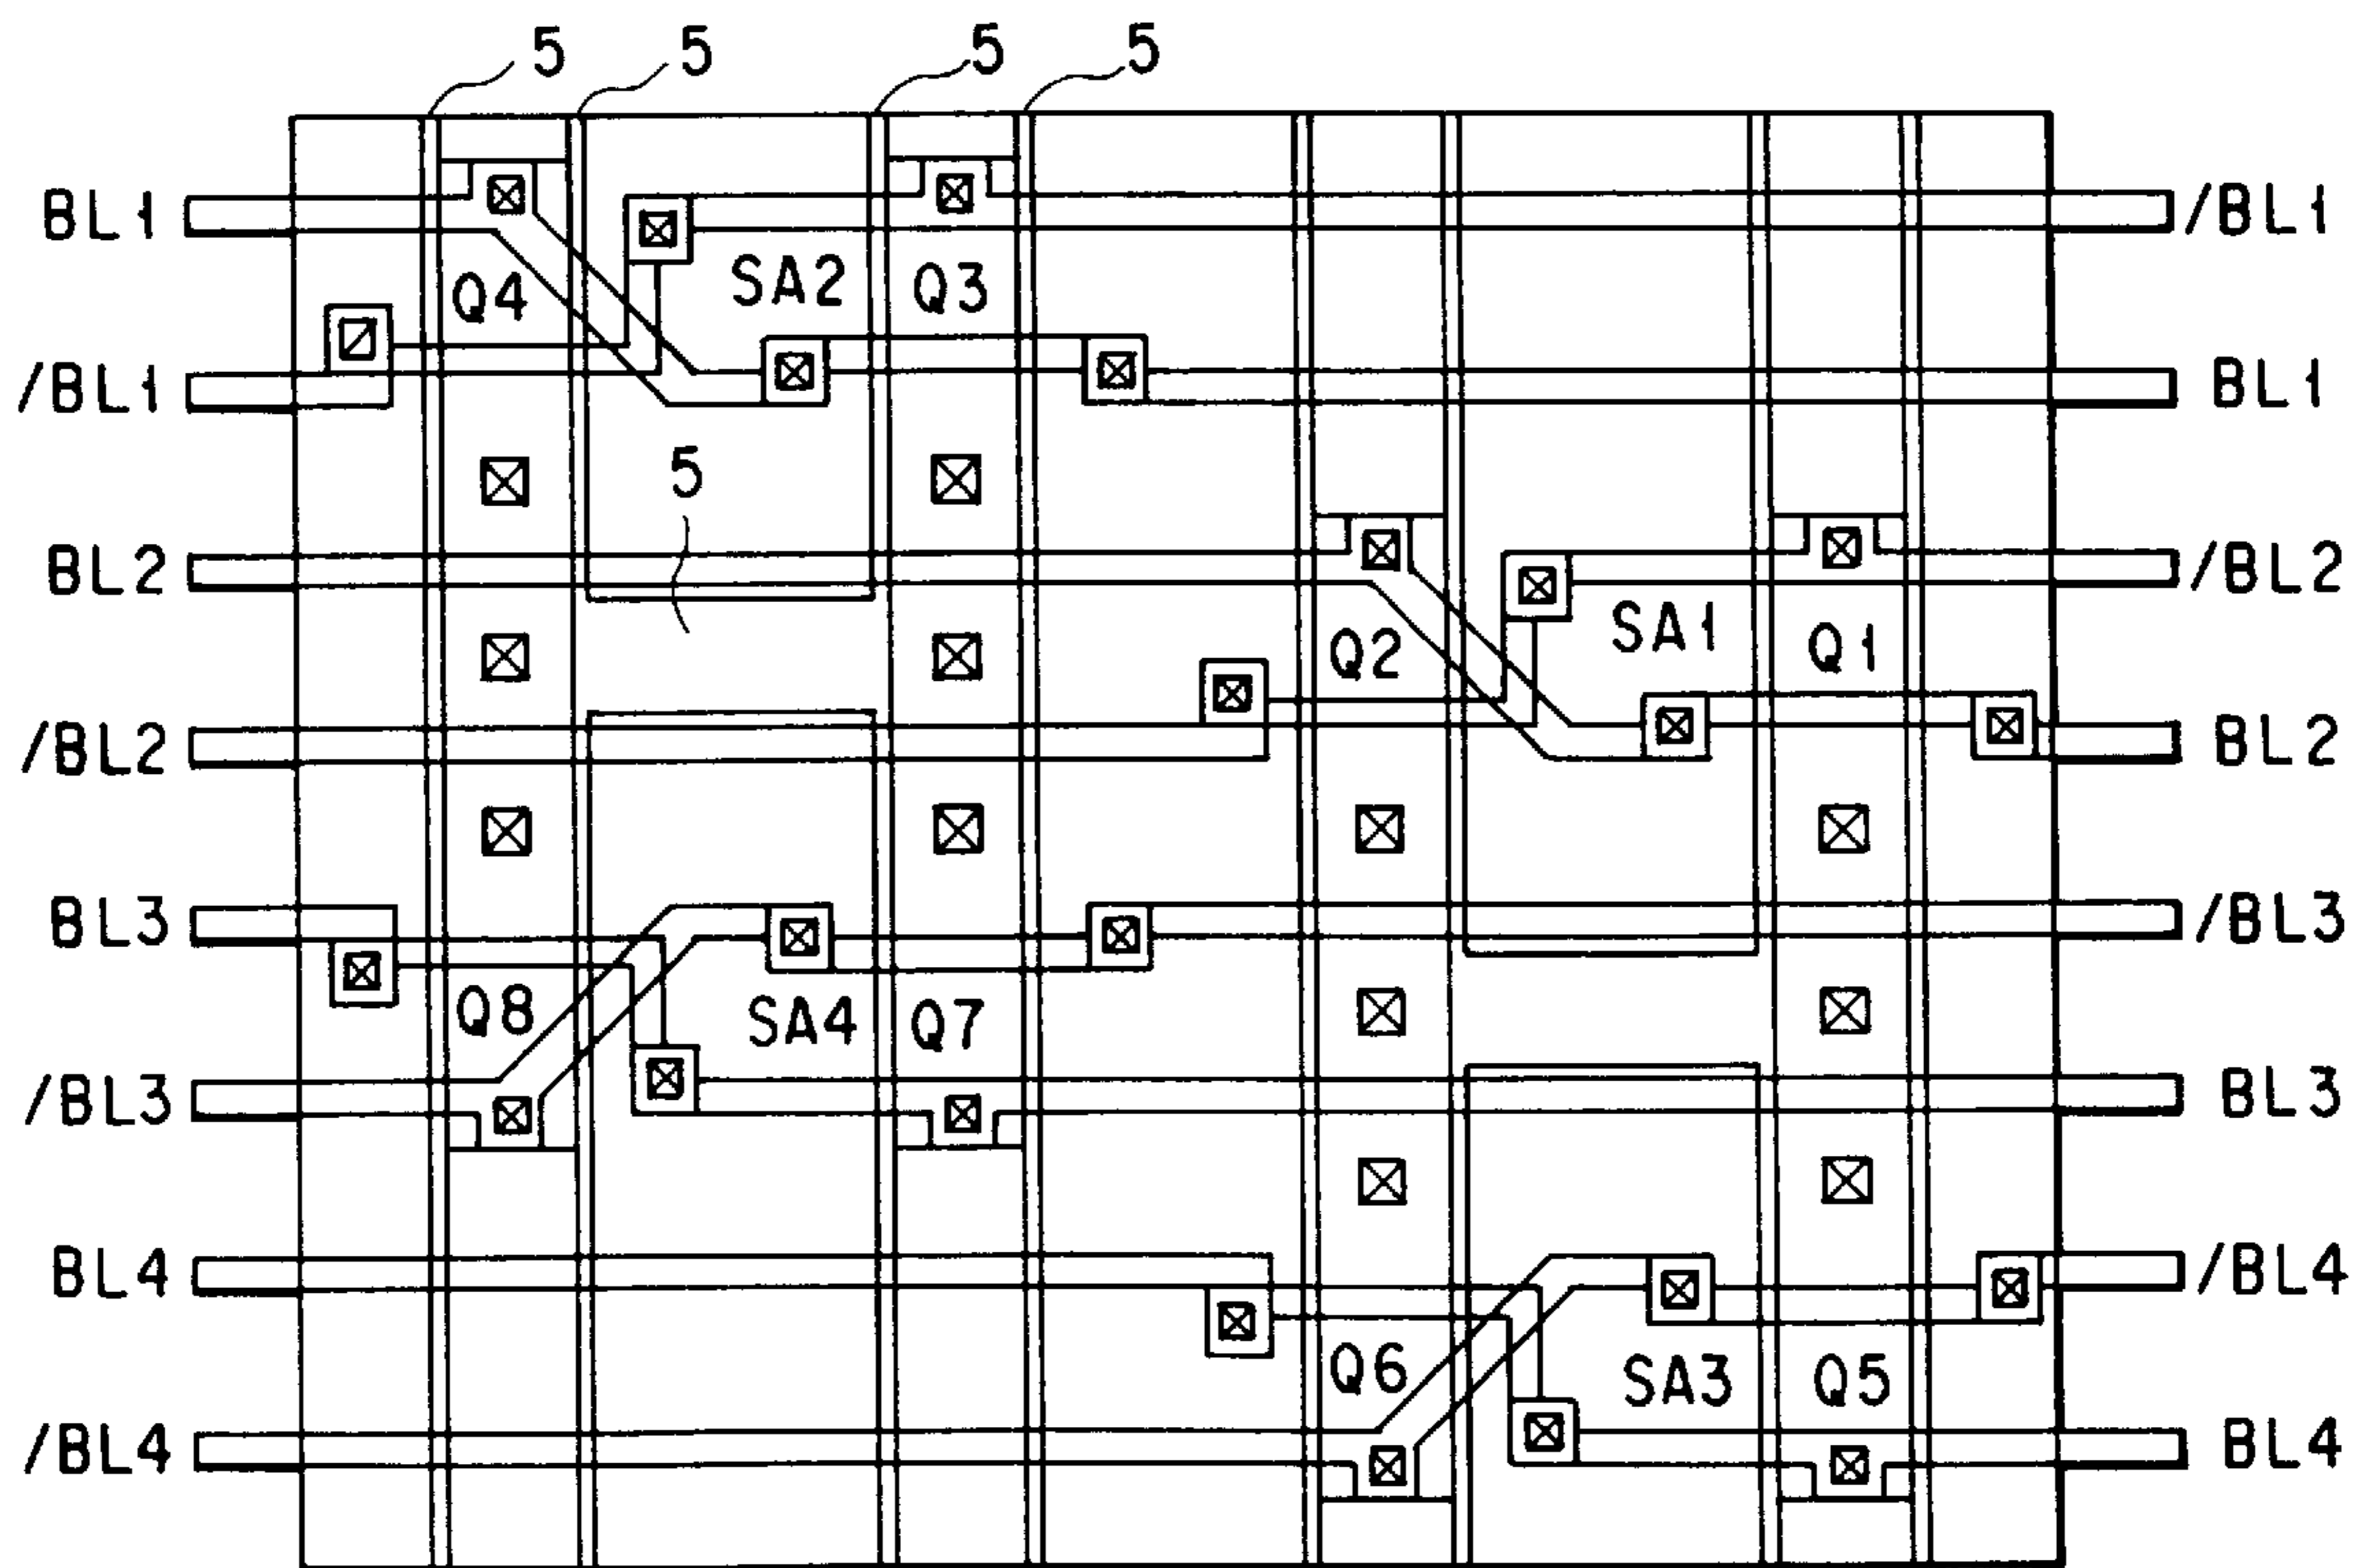 5 5 5 5
BL1 /BL1
Q4 SA2 Q3
/BL1 BL1
5
BL2 /BL2
Q2 SA1 Q1
/BL2 BL2
BL3 /BL3
Q8 SA4 Q7
/BL3 BL3
BL4 /BL4
Q6 SA3 Q5
/BL4 BL4